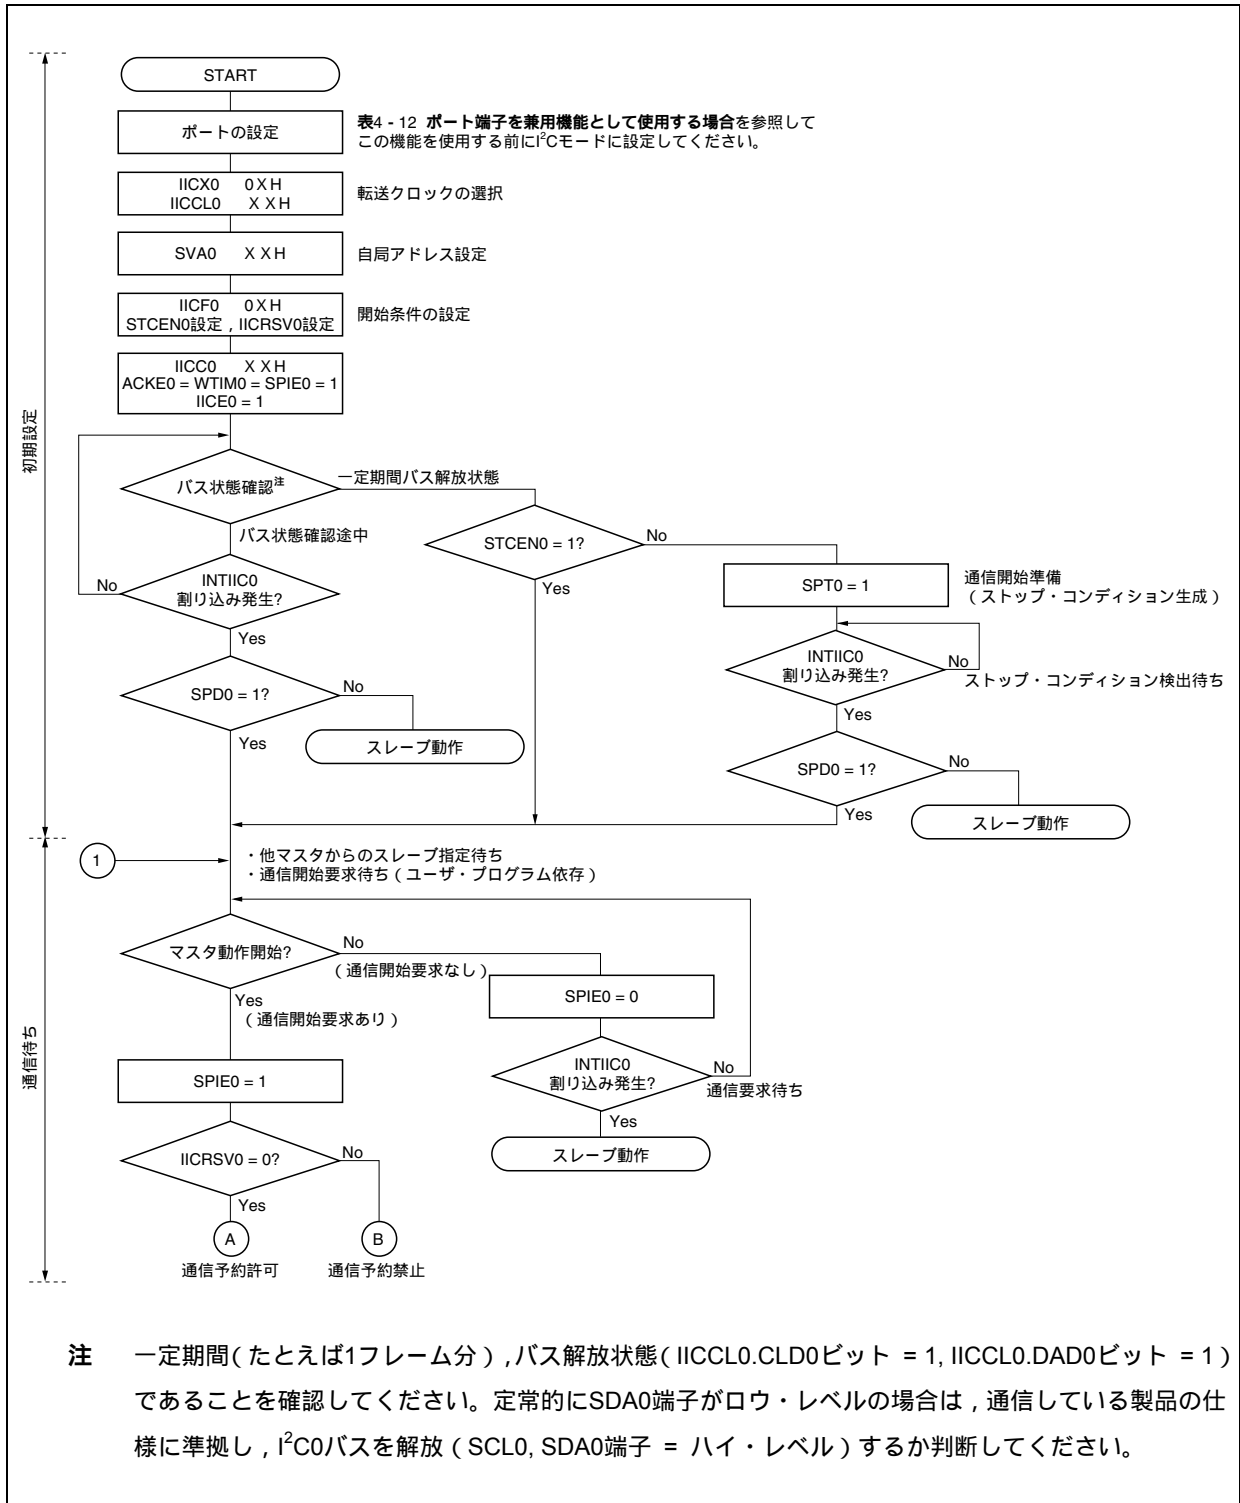 START
ポートの設定
表4 - 12 ポート端子を兼用機能として使用する場合を参照して
この機能を使用する前にI²Cモードに設定してください。
IICX0 0XH
IICCL0 XXH
転送クロックの選択
SVA0 XXH
自局アドレス設定
IICF0 0XH
STCEN0設定，IICRSV0設定
開始条件の設定
IICC0 XXH
ACKE0 = WTIM0 = SPIE0 = 1
IICE0 = 1
初期設定
バス状態確認注
一定期間バス解放状態
バス状態確認途中
STCEN0 = 1?
No
Yes
SPT0 = 1
通信開始準備
（ストップ・コンディション生成）
No
INTIIC0
割り込み発生?
Yes
INTIIC0
割り込み発生?
No
ストップ・コンディション検出待ち
Yes
SPD0 = 1?
No
Yes
スレーブ動作
SPD0 = 1?
No
Yes
スレーブ動作
1
・他マスタからのスレーブ指定待ち
・通信開始要求待ち（ユーザ・プログラム依存）
マスタ動作開始?
No
（通信開始要求なし）
Yes
（通信開始要求あり）
SPIE0 = 0
通信待ち
INTIIC0
割り込み発生?
No
通信要求待ち
Yes
スレーブ動作
SPIE0 = 1
IICRSV0 = 0?
No
Yes
A
B
通信予約許可
通信予約禁止
注 一定期間（たとえば1フレーム分），バス解放状態（IICCL0.CLD0ビット = 1, IICCL0.DAD0ビット = 1）
であることを確認してください。定常的にSDA0端子がロウ・レベルの場合は，通信している製品の仕
様に準拠し，I²C0バスを解放（SCL0, SDA0端子 = ハイ・レベル）するか判断してください。